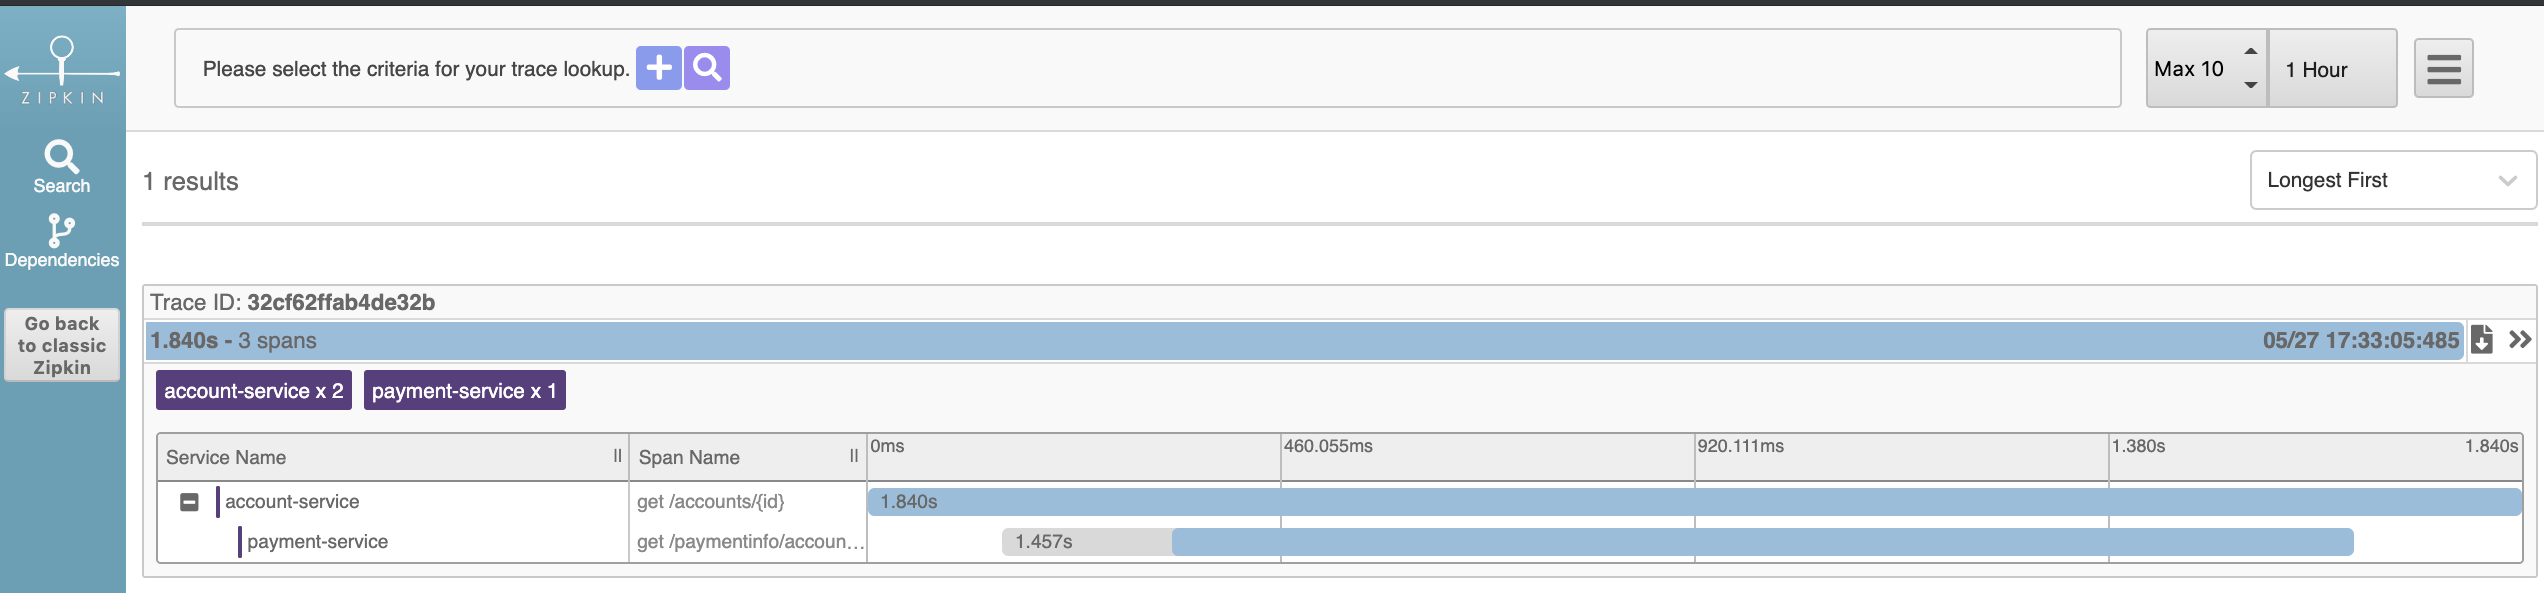 ZIPKIN
Search
Dependencies
Go back
to classic
Zipkin
Please select the criteria for your trace lookup.
Max 10
1 Hour
1 results
Longest First
Trace ID: 32cf62ffab4de32b
1.840s - 3 spans 05/27 17:33:05:485
account-service x 2 payment-service x 1
Service Name Span Name 0ms 460.055ms 920.111ms 1.380s 1.840s
account-service get /accounts/{id} 1.840s
payment-service get /paymentinfo/accoun... 1.457s